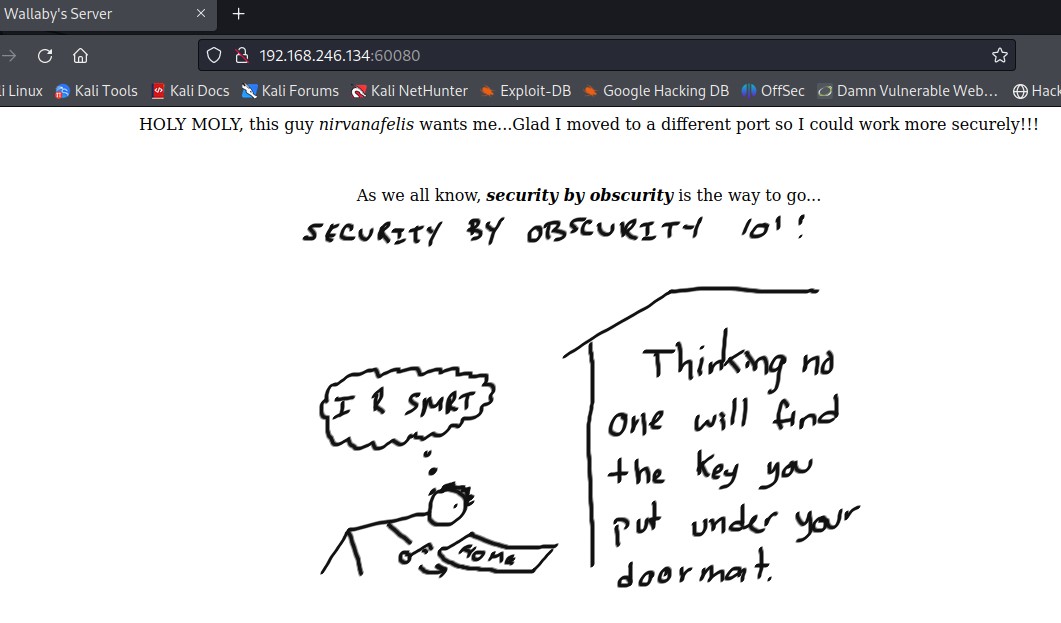 Wallaby's Server
192.168.246.134:60080
li Linux Kali Tools Kali Docs Kali Forums Kali NetHunter Exploit-DB Google Hacking DB OffSec Damn Vulnerable Web... Hack
HOLY MOLY, this guy nirvanafelis wants me...Glad I moved to a different port so I could work more securely!!!
As we all know, security by obscurity is the way to go...
SECURITY BY OBSCURITY 101!
Thinking no
one will find
the key you
put under your
doormat.
I R SMRT
HOME